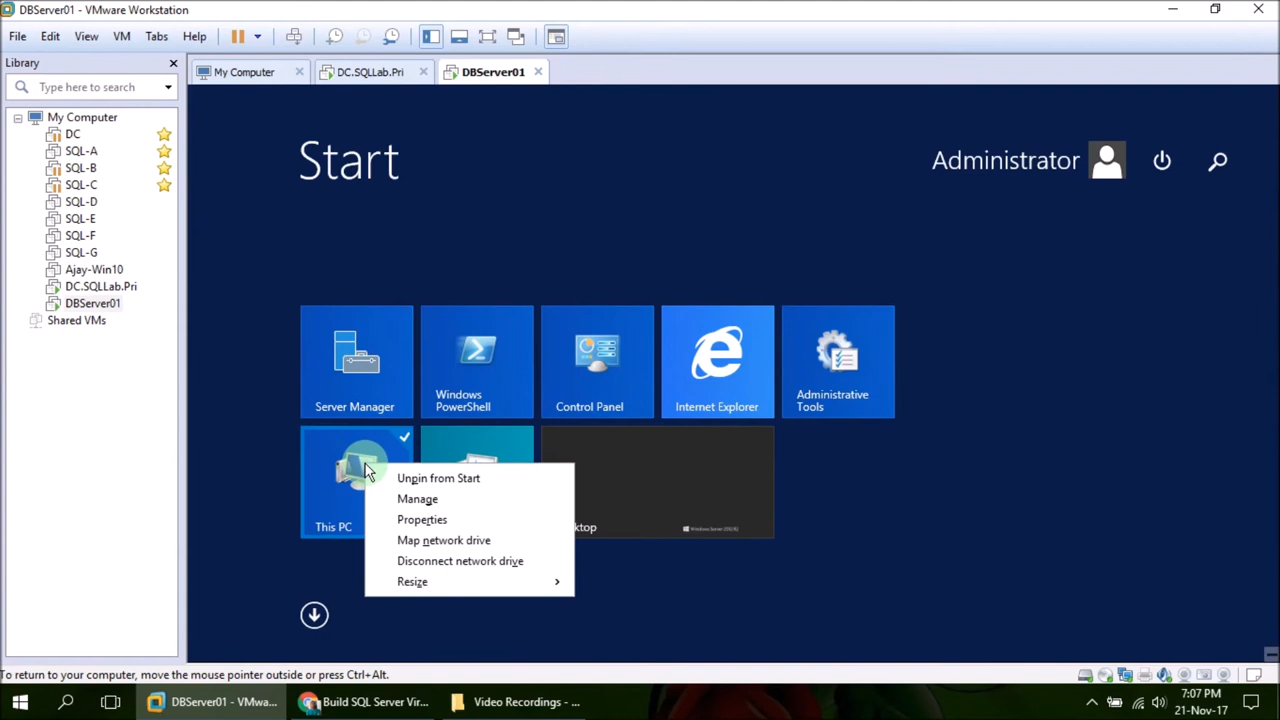 DBServer01 - VMware Workstation
File Edit View VM Tabs Help
Library
Type here to search
My Computer
DC
SQL-A
SQL-B
SQL-C
SQL-D
SQL-E
SQL-F
SQL-G
Ajay-Win10
DC.SQLLab.Pri
DBServer01
Shared VMs
My Computer DC.SQLLab.Pri DBServer01
Start
Administrator
Server Manager
Windows PowerShell
Control Panel
Internet Explorer
Administrative Tools
This PC
Unpin from Start
Manage
Properties
Map network drive
Disconnect network drive
Resize
To return to your computer, move the mouse pointer outside or press Ctrl+Alt.
DBServer01 - VMwa...
Build SQL Server Vir...
Video Recordings - ...
7:07 PM
21-Nov-17